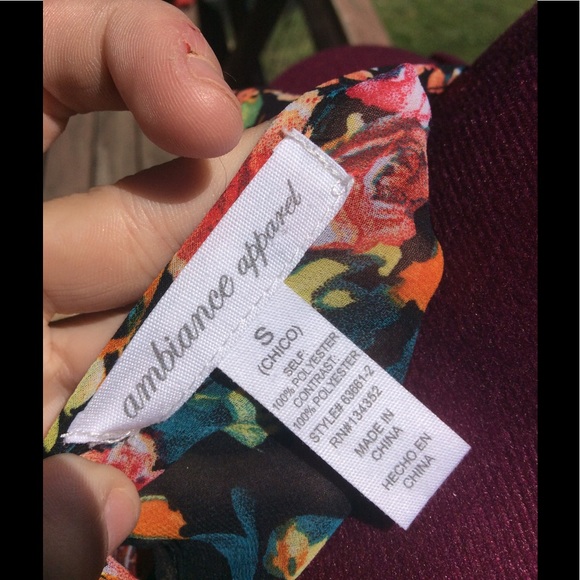 ambiance apparel
S
(CHICO)
SELF:
100% POLYESTER
CONTRAST:
100% POLYESTER
STYLE# 63661-2
RN#134352
MADE IN
CHINA
HECHO EN
CHINA